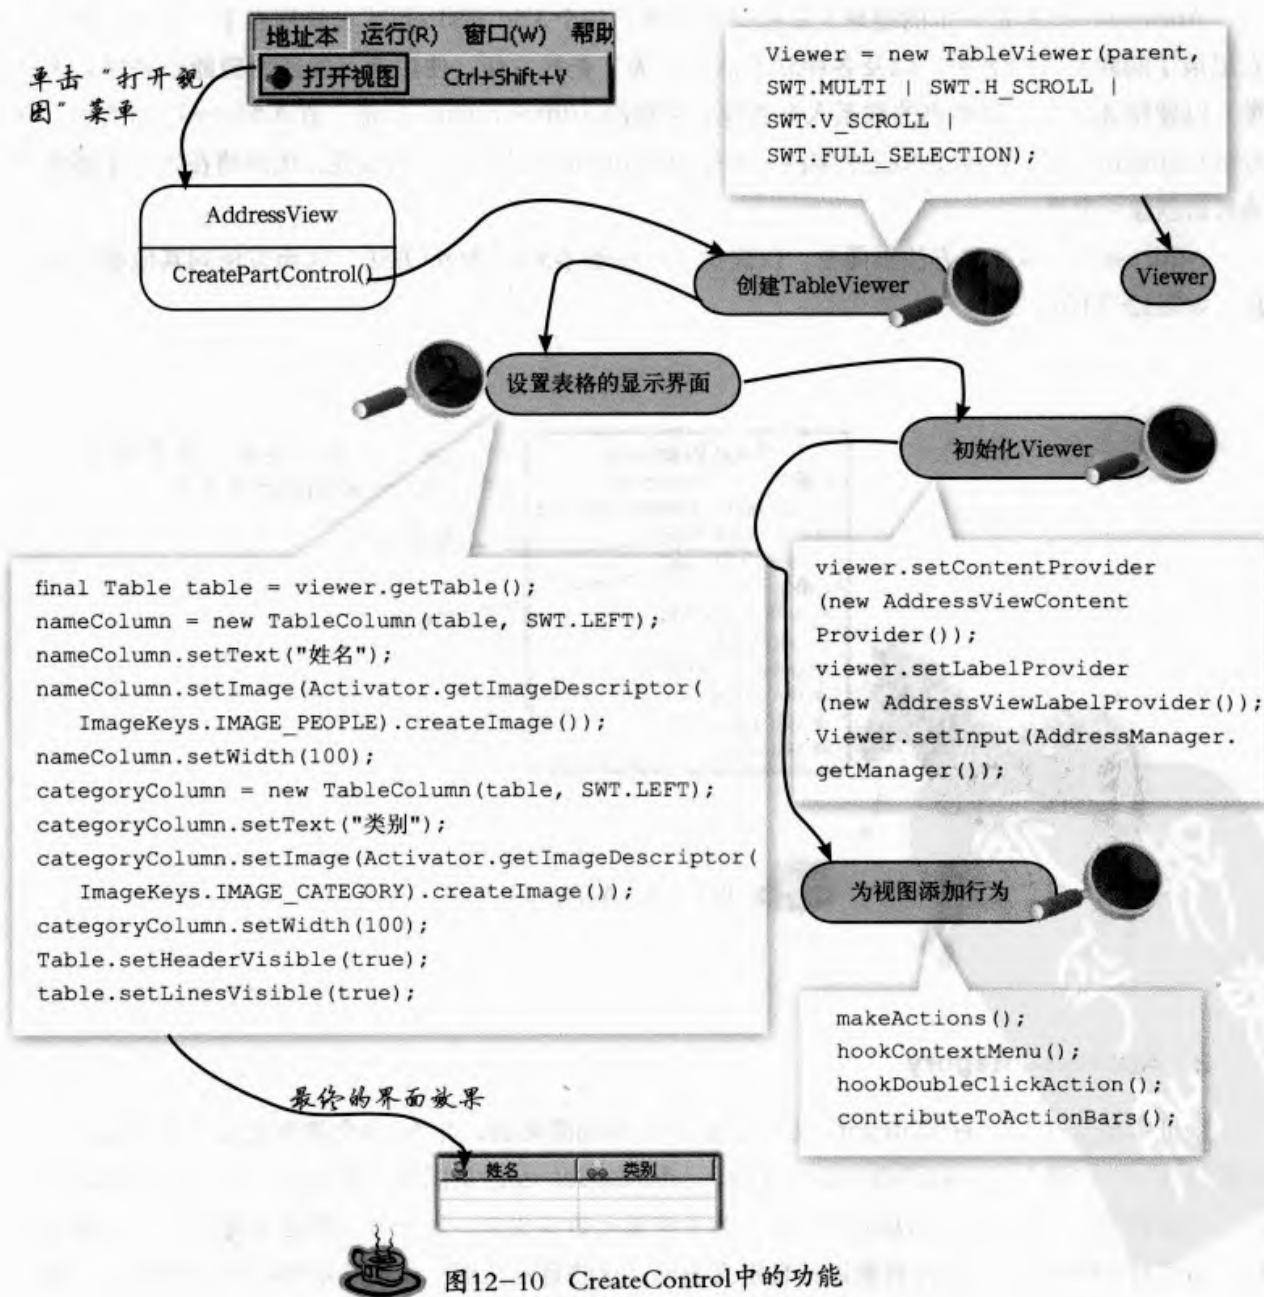 地址本 运行(R) 窗口(W) 帮助
打开视图 Ctrl+Shift+V
单击“打开视
图”菜单
Viewer = new TableViewer(parent,
SWT.MULTI | SWT.H_SCROLL |
SWT.V_SCROLL |
SWT.FULL_SELECTION);
AddressView
CreatePartControl()
创建TableViewer
1
Viewer
2
设置表格的显示界面
初始化Viewer
final Table table = viewer.getTable();
nameColumn = new TableColumn(table, SWT.LEFT);
nameColumn.setText("姓名");
nameColumn.setImage(Activator.getImageDescriptor(
ImageKeys.IMAGE_PEOPLE).createImage());
nameColumn.setWidth(100);
categoryColumn = new TableColumn(table, SWT.LEFT);
categoryColumn.setText("类别");
categoryColumn.setImage(Activator.getImageDescriptor(
ImageKeys.IMAGE_CATEGORY).createImage());
categoryColumn.setWidth(100);
Table.setHeaderVisible(true);
table.setLinesVisible(true);
viewer.setContentProvider
(new AddressViewContent
Provider());
viewer.setLabelProvider
(new AddressViewLabelProvider());
Viewer.setInput(AddressManager.
getManager());
为视图添加行为
makeActions();
hookContextMenu();
hookDoubleClickAction();
contributeToActionBars();
最终的界面效果
姓名 类别
图12-10 CreateControl中的功能